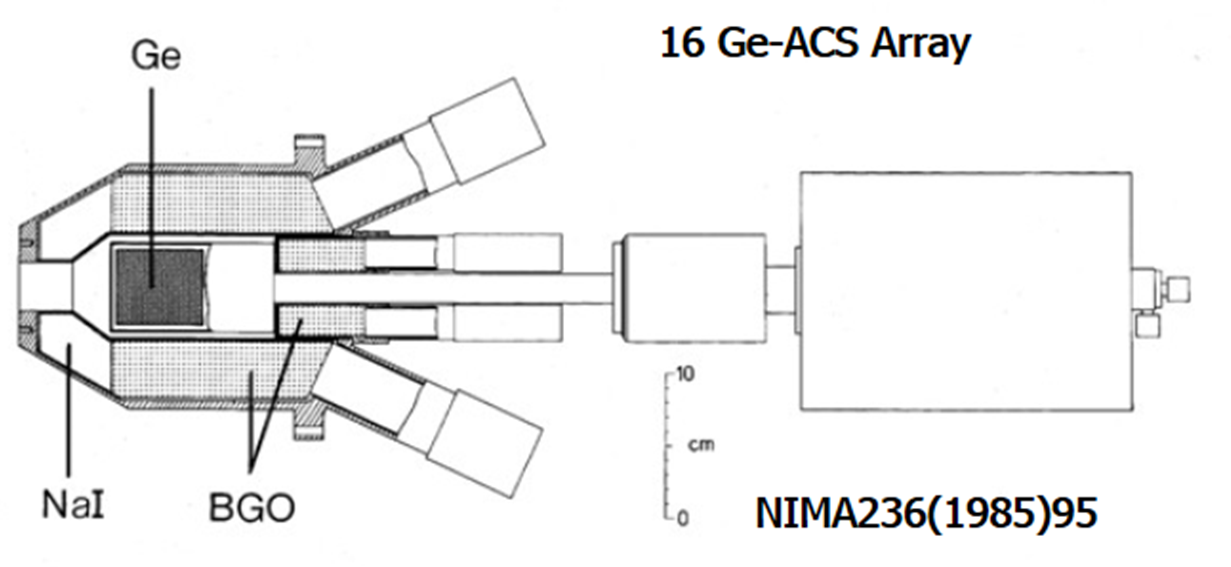 16 Ge-ACS Array
Ge
10
cm
0
NaI
BGO
NIMA236(1985)95